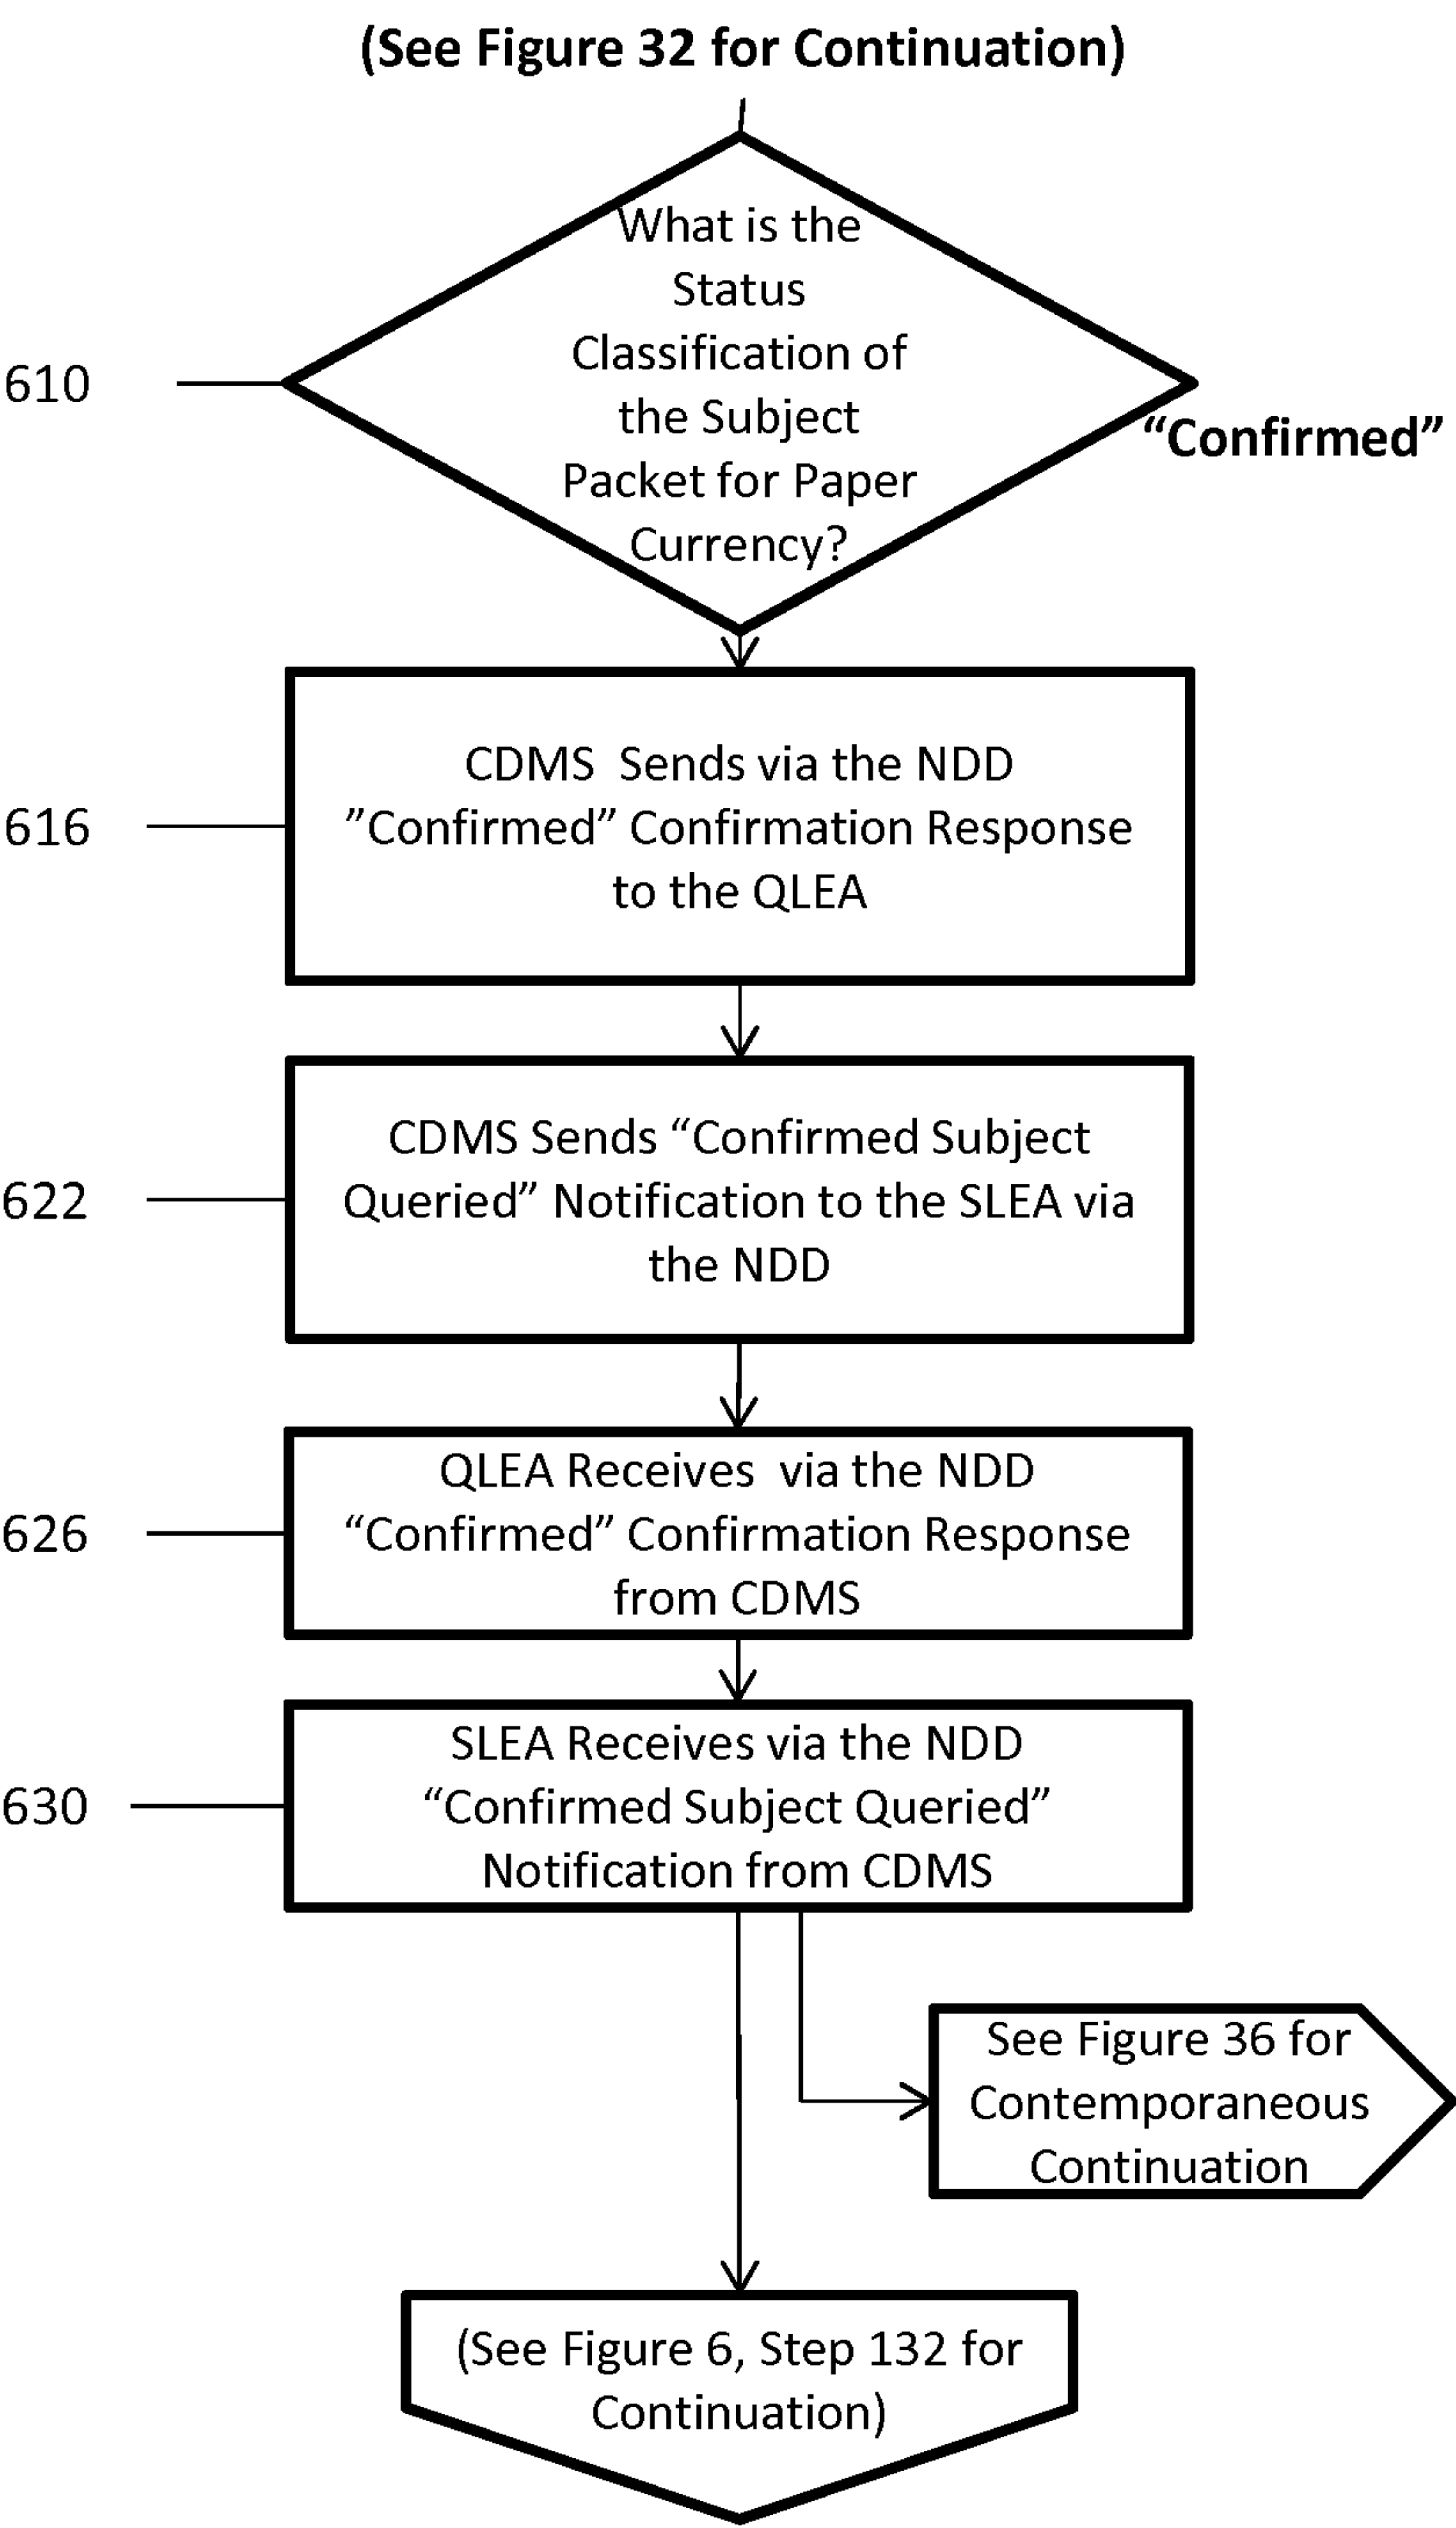 (See Figure 32 for Continuation)
What is the
Status
Classification of
the Subject
Packet for Paper
Currency?
610
“Confirmed”
CDMS  Sends via the NDD
”Confirmed” Confirmation Response
to the QLEA
616
CDMS Sends “Confirmed Subject
Queried” Notification to the SLEA via
the NDD
622
QLEA Receives  via the NDD
“Confirmed” Confirmation Response
from CDMS
626
SLEA Receives via the NDD
“Confirmed Subject Queried”
Notification from CDMS
630
See Figure 36 for
Contemporaneous
Continuation
(See Figure 6, Step 132 for
Continuation)